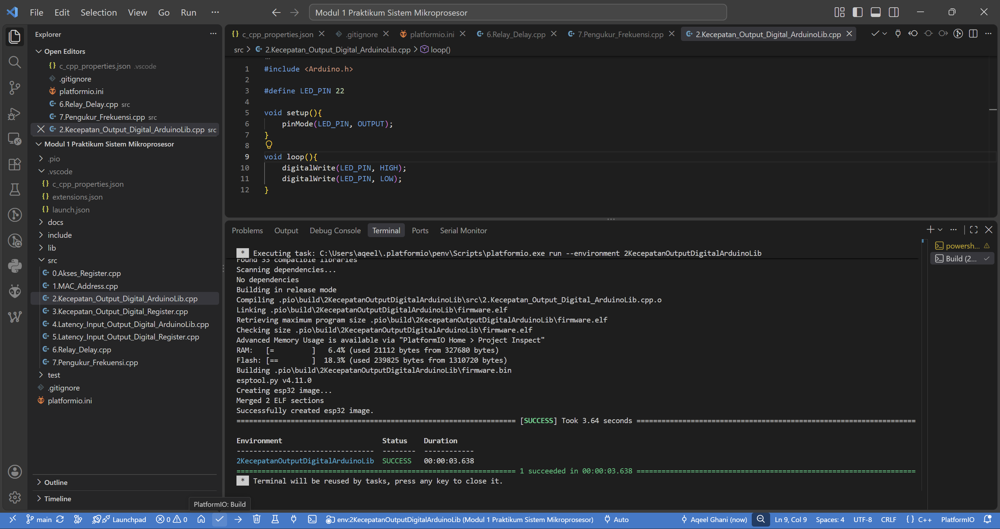 File Edit Selection View Go Run ···
Modul 1 Praktikum Sistem Mikroprosesor
Explorer
Open Editors
c_cpp_properties.json .vscode
.gitignore
platformio.ini
6.Relay_Delay.cpp src
7.Pengukur_Frekuensi.cpp src
2.Kecepatan_Output_Digital_ArduinoLib.cpp src
Modul 1 Praktikum Sistem Mikroprosesor
.pio
.vscode
c_cpp_properties.json
extensions.json
launch.json
docs
include
lib
src
0.Akses_Register.cpp
1.MAC_Address.cpp
2.Kecepatan_Output_Digital_ArduinoLib.cpp
3.Kecepatan_Output_Digital_Register.cpp
4.Latency_Input_Output_Digital_ArduinoLib.cpp
5.Latency_Input_Output_Digital_Register.cpp
6.Relay_Delay.cpp
7.Pengukur_Frekuensi.cpp
test
.gitignore
platformio.ini
Outline
Timeline
c_cpp_properties.json .gitignore platformio.ini 6.Relay_Delay.cpp 7.Pengukur_Frekuensi.cpp 2.Kecepatan_Output_Digital_ArduinoLib.cpp
src > 2.Kecepatan_Output_Digital_ArduinoLib.cpp > loop()
...
1 #include <Arduino.h>
2
3 #define LED_PIN 22
4
5 void setup(){
6 pinMode(LED_PIN, OUTPUT);
7 }
8
9 void loop(){
10 digitalWrite(LED_PIN, HIGH);
11 digitalWrite(LED_PIN, LOW);
12 }
Problems Output Debug Console Terminal Ports Serial Monitor
powersh...
Build (2...
* Executing task: C:\Users\aqeel\.platformio\penv\Scripts\platformio.exe run --environment 2KecepatanOutputDigitalArduinoLib
Found 33 compatible libraries
Scanning dependencies...
No dependencies
Building in release mode
Compiling .pio\build\2KecepatanOutputDigitalArduinoLib\src\2.Kecepatan_Output_Digital_ArduinoLib.cpp.o
Linking .pio\build\2KecepatanOutputDigitalArduinoLib\firmware.elf
Retrieving maximum program size .pio\build\2KecepatanOutputDigitalArduinoLib\firmware.elf
Checking size .pio\build\2KecepatanOutputDigitalArduinoLib\firmware.elf
Advanced Memory Usage is available via "PlatformIO Home > Project Inspect"
RAM: [= ] 6.4% (used 21112 bytes from 327680 bytes)
Flash: [== ] 18.3% (used 239825 bytes from 1310720 bytes)
Building .pio\build\2KecepatanOutputDigitalArduinoLib\firmware.bin
esptool.py v4.11.0
Creating esp32 image...
Merged 2 ELF sections
Successfully created esp32 image.
=================================================================== [SUCCESS] Took 3.64 seconds ===================================================================
Environment Status Duration
--------------------------------- -------- ------------
2KecepatanOutputDigitalArduinoLib SUCCESS 00:00:03.638
=================================================================== 1 succeeded in 00:00:03.638 ===================================================================
* Terminal will be reused by tasks, press any key to close it.
PlatformIO: Build
main Launchpad 0 0 env:2KecepatanOutputDigitalArduinoLib (Modul 1 Praktikum Sistem Mikroprosesor) Auto Aqeel Ghani (now) Ln 9, Col 9 Spaces: 4 UTF-8 CRLF {} C++ PlatformIO